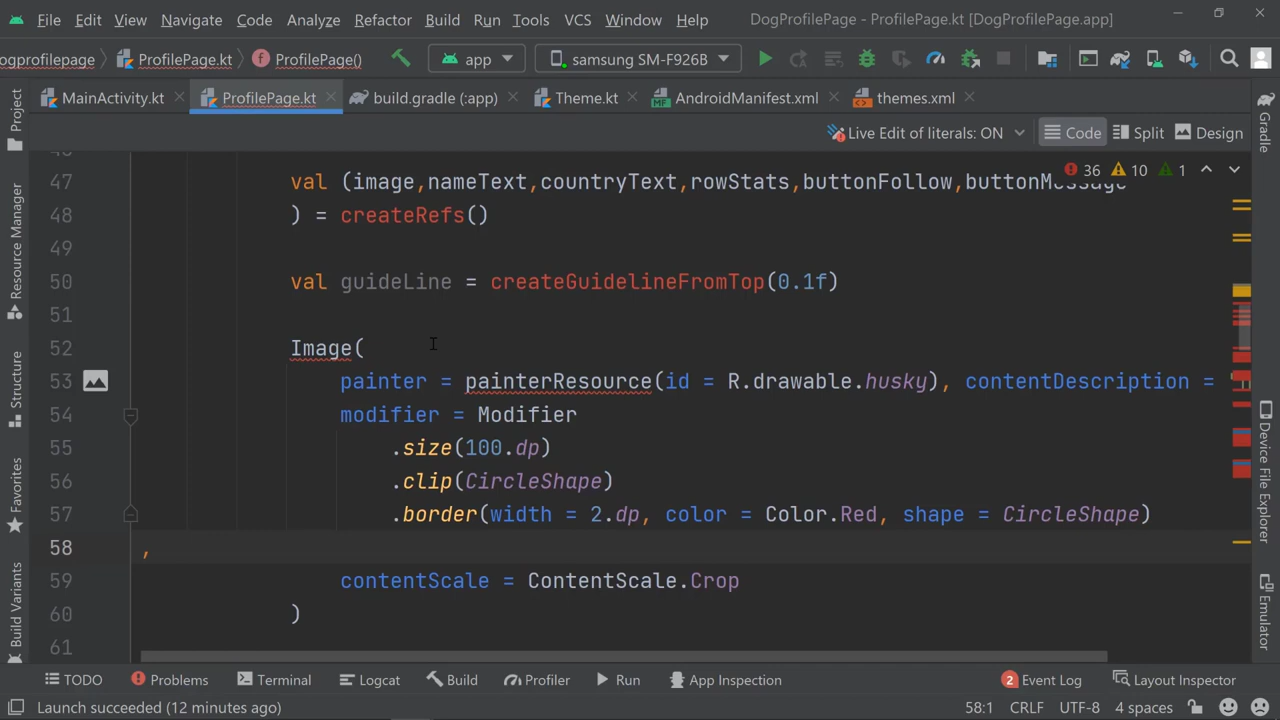 File Edit View Navigate Code Analyze Refactor Build Run Tools VCS Window Help DogProfilePage - ProfilePage.kt [DogProfilePage.app]
ogprofilepage ProfilePage.kt ProfilePage() app samsung SM-F926B
MainActivity.kt ProfilePage.kt build.gradle (:app) Theme.kt AndroidManifest.xml themes.xml
Live Edit of literals: ON Code Split Design
36 10 1
47 val (image,nameText,countryText,rowStats,buttonFollow,buttonMessage
48 ) = createRefs()
49
50 val guideLine = createGuidelineFromTop(0.1f)
51
52 Image(
53 painter = painterResource(id = R.drawable.husky), contentDescription =
54 modifier = Modifier
55 .size(100.dp)
56 .clip(CircleShape)
57 .border(width = 2.dp, color = Color.Red, shape = CircleShape)
58 ,
59 contentScale = ContentScale.Crop
60 )
61
Project
Resource Manager
Structure
Favorites
Build Variants
Gradle
Device File Explorer
Emulator
TODO Problems Terminal Logcat Build Profiler Run App Inspection 2 Event Log Layout Inspector
Launch succeeded (12 minutes ago) 58:1 CRLF UTF-8 4 spaces